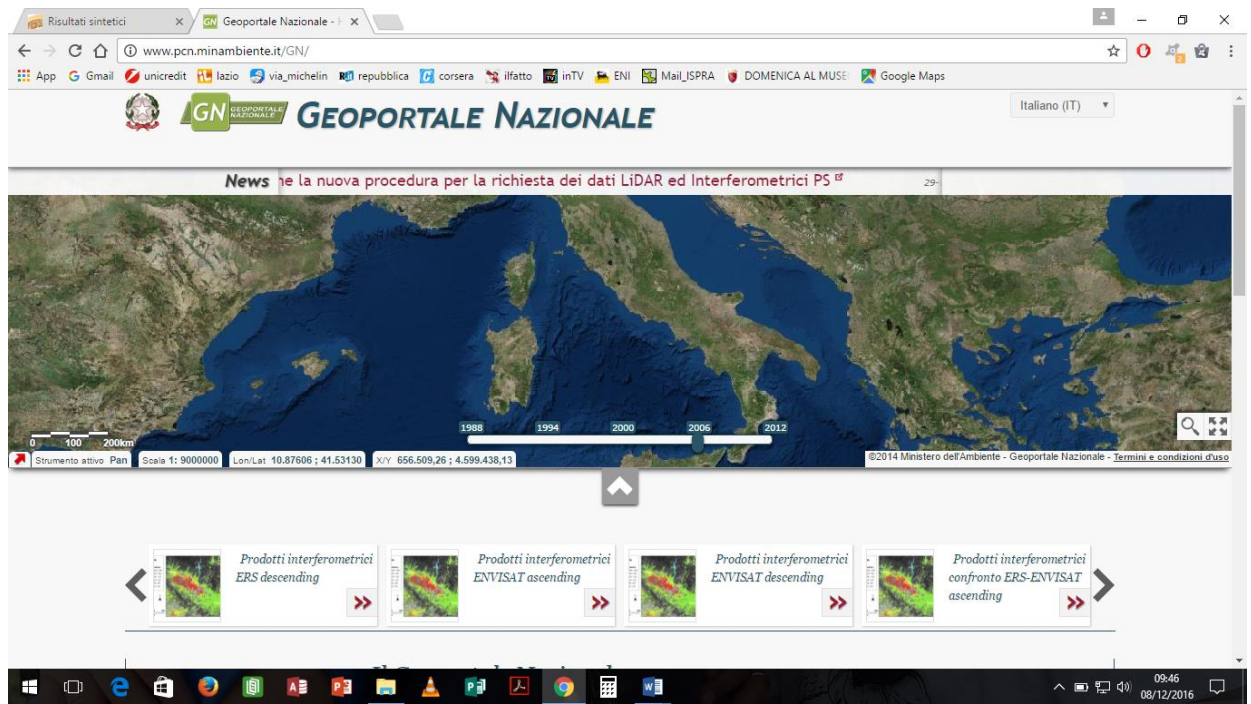 Risultati sintetici
GN Geoportale Nazionale -
www.pcn.minambiente.it/GN/
App Gmail unicredit lazio via_michelin repubblica corsera ilfatto inTV ENI Mail_ISPRA DOMENICA AL MUSE Google Maps
GN GEOPORTALE NAZIONALE GEOPORTALE NAZIONALE
Italiano (IT)
News ne la nuova procedura per la richiesta dei dati LiDAR ed Interferometrici PS 29-
1988 1994 2000 2006 2012
0 100 200km
Strumento attivo Pan Scala 1: 9000000 Lon/Lat 10.87606 ; 41.53130 X/Y 656.509,26 ; 4.599.438,13
©2014 Ministero dell'Ambiente - Geoportale Nazionale - Termini e condizioni d'uso
Prodotti interferometrici
ERS descending
Prodotti interferometrici
ENVISAT ascending
Prodotti interferometrici
ENVISAT descending
Prodotti interferometrici
confronto ERS-ENVISAT
ascending
Il Geoportale Nazionale
09:46
08/12/2016